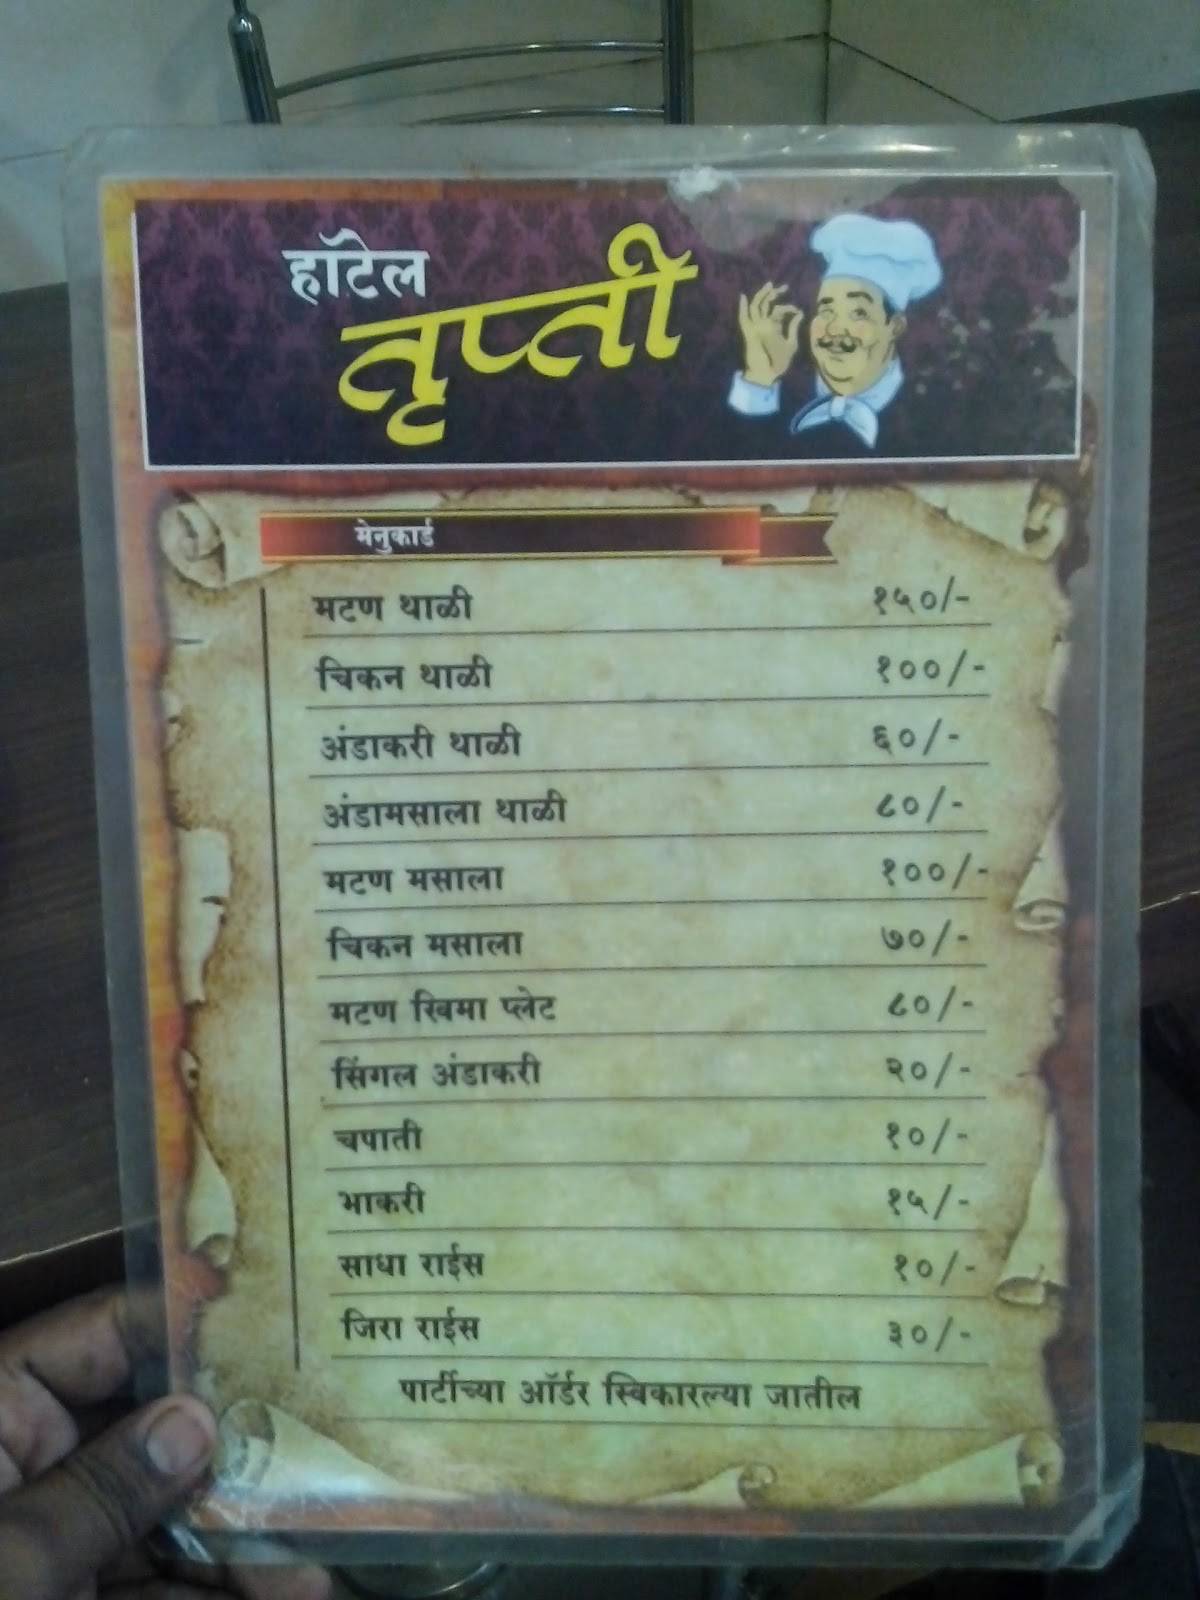 हॉटेल
तृप्ती
मेनुकार्ड
मटण थाळी १५०/-
चिकन थाळी १००/-
अंडाकरी थाळी ६०/-
अंडामसाला थाळी ८०/-
मटण मसाला १००/-
चिकन मसाला ७०/-
मटण खिमा प्लेट ८०/-
सिंगल अंडाकरी २०/-
चपाती १०/-
भाकरी १५/-
साधा राईस १०/-
जिरा राईस ३०/-
पार्टीच्या ऑर्डर स्विकारल्या जातील